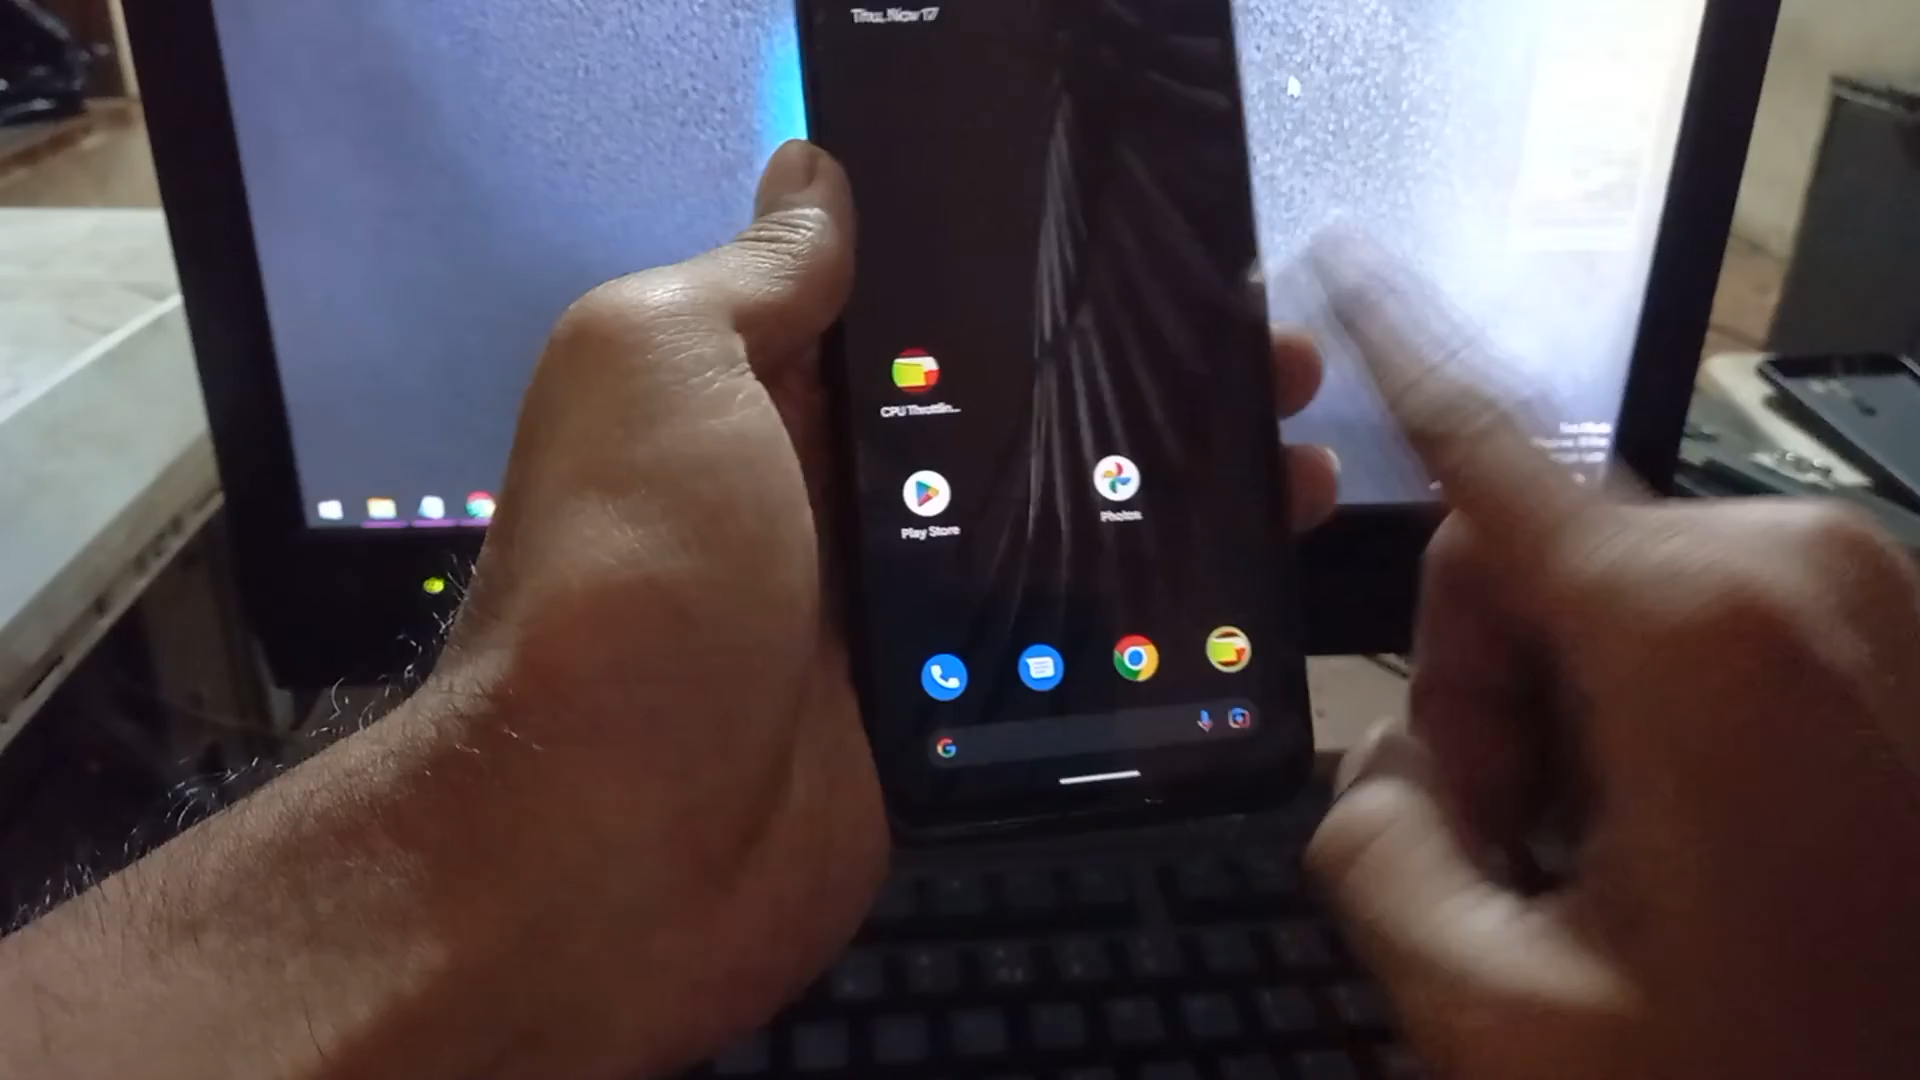 Thu, Nov 17
CPU Throttlin...
Play Store
Photos
G